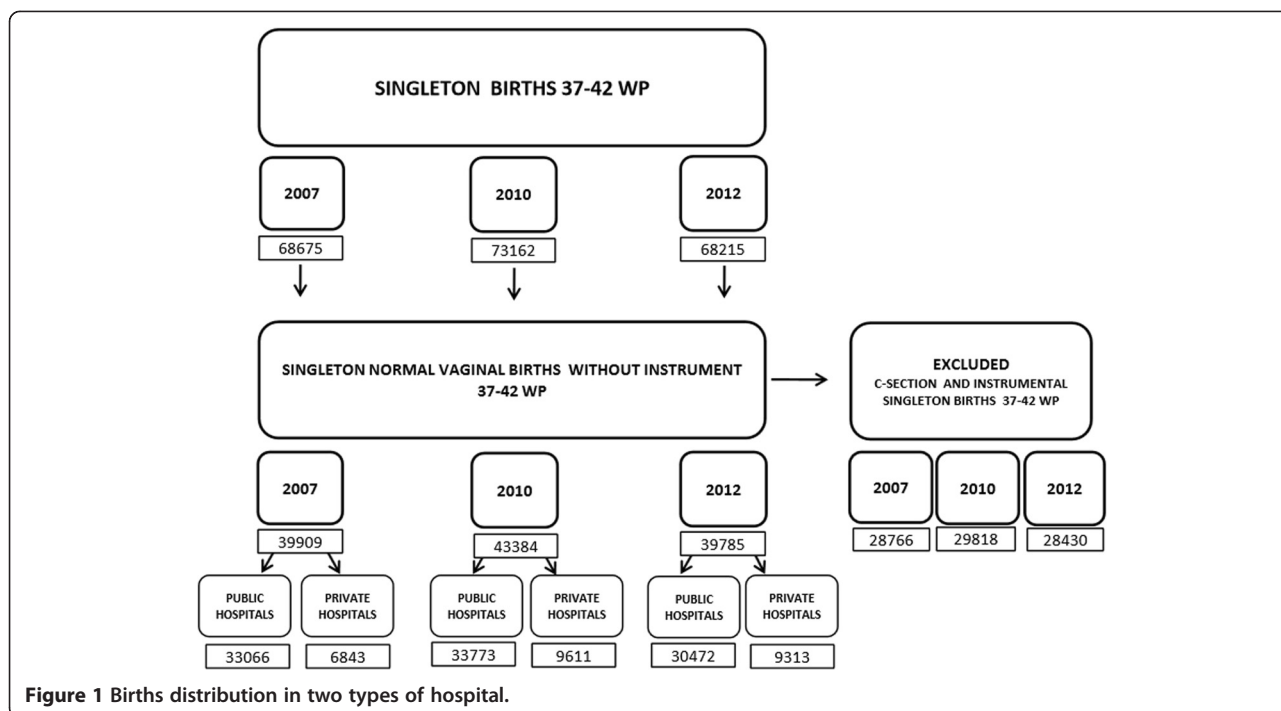 SINGLETON BIRTHS 37-42 WP
2007
2010
2012
68675
73162
68215
SINGLETON NORMAL VAGINAL BIRTHS WITHOUT INSTRUMENT
37-42 WP
EXCLUDED
C-SECTION AND INSTRUMENTAL
SINGLETON BIRTHS 37-42 WP
2007
2010
2012
2007
2010
2012
39909
43384
39785
28766
29818
28430
PUBLIC
HOSPITALS
PRIVATE
HOSPITALS
PUBLIC
HOSPITALS
PRIVATE
HOSPITALS
PUBLIC
HOSPITALS
PRIVATE
HOSPITALS
33066
6843
33773
9611
30472
9313
Figure 1 Births distribution in two types of hospital.